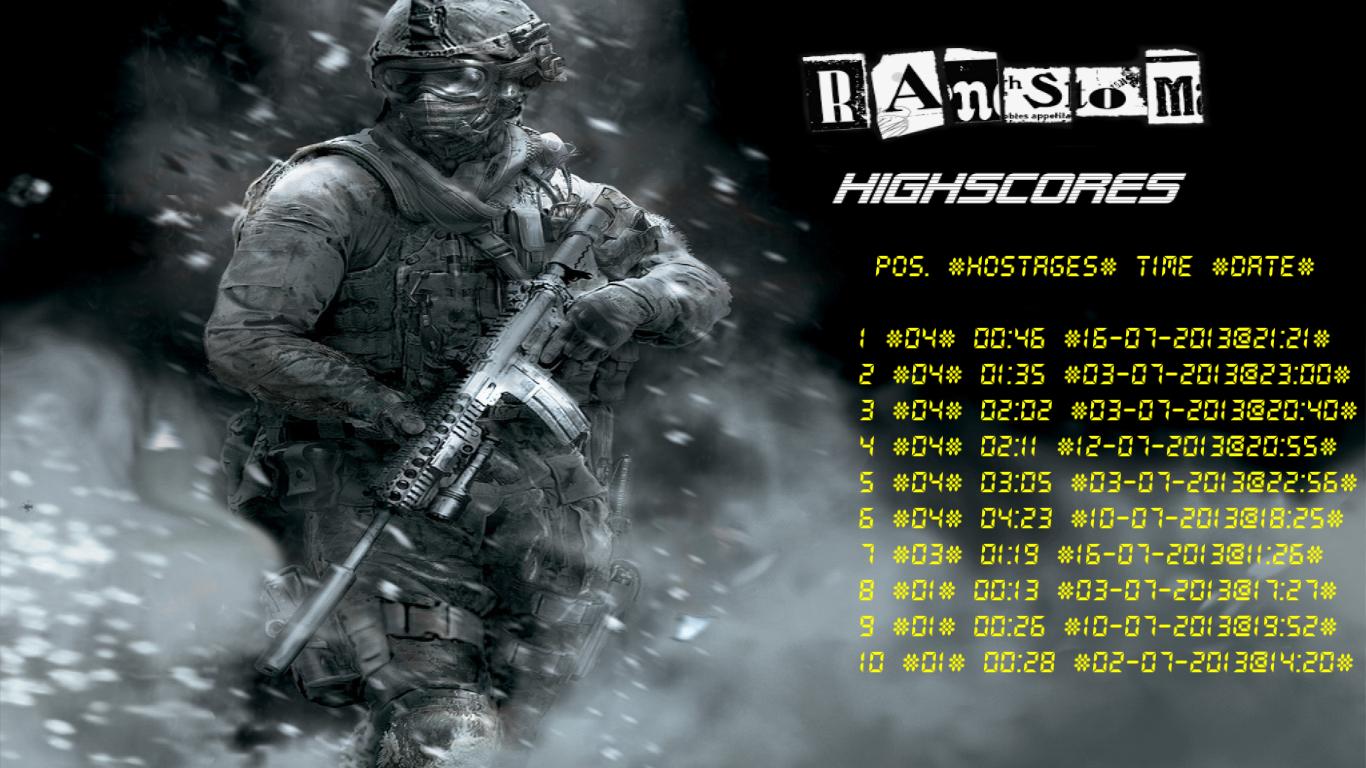 RAnSoM
HIGHSCORES
POS. #HOSTAGES# TIME #DATE#
1 #04# 00:46 #16-07-2013@21:21#
2 #04# 01:35 #03-07-2013@23:00#
3 #04# 02:02 #03-07-2013@20:40#
4 #04# 02:11 #12-07-2013@20:55#
5 #04# 03:05 #03-07-2013@22:56#
6 #04# 04:23 #10-07-2013@18:25#
7 #03# 01:19 #16-07-2013@11:26#
8 #01# 00:13 #03-07-2013@17:27#
9 #01# 00:26 #10-07-2013@19:52#
10 #01# 00:28 #02-07-2013@14:20#